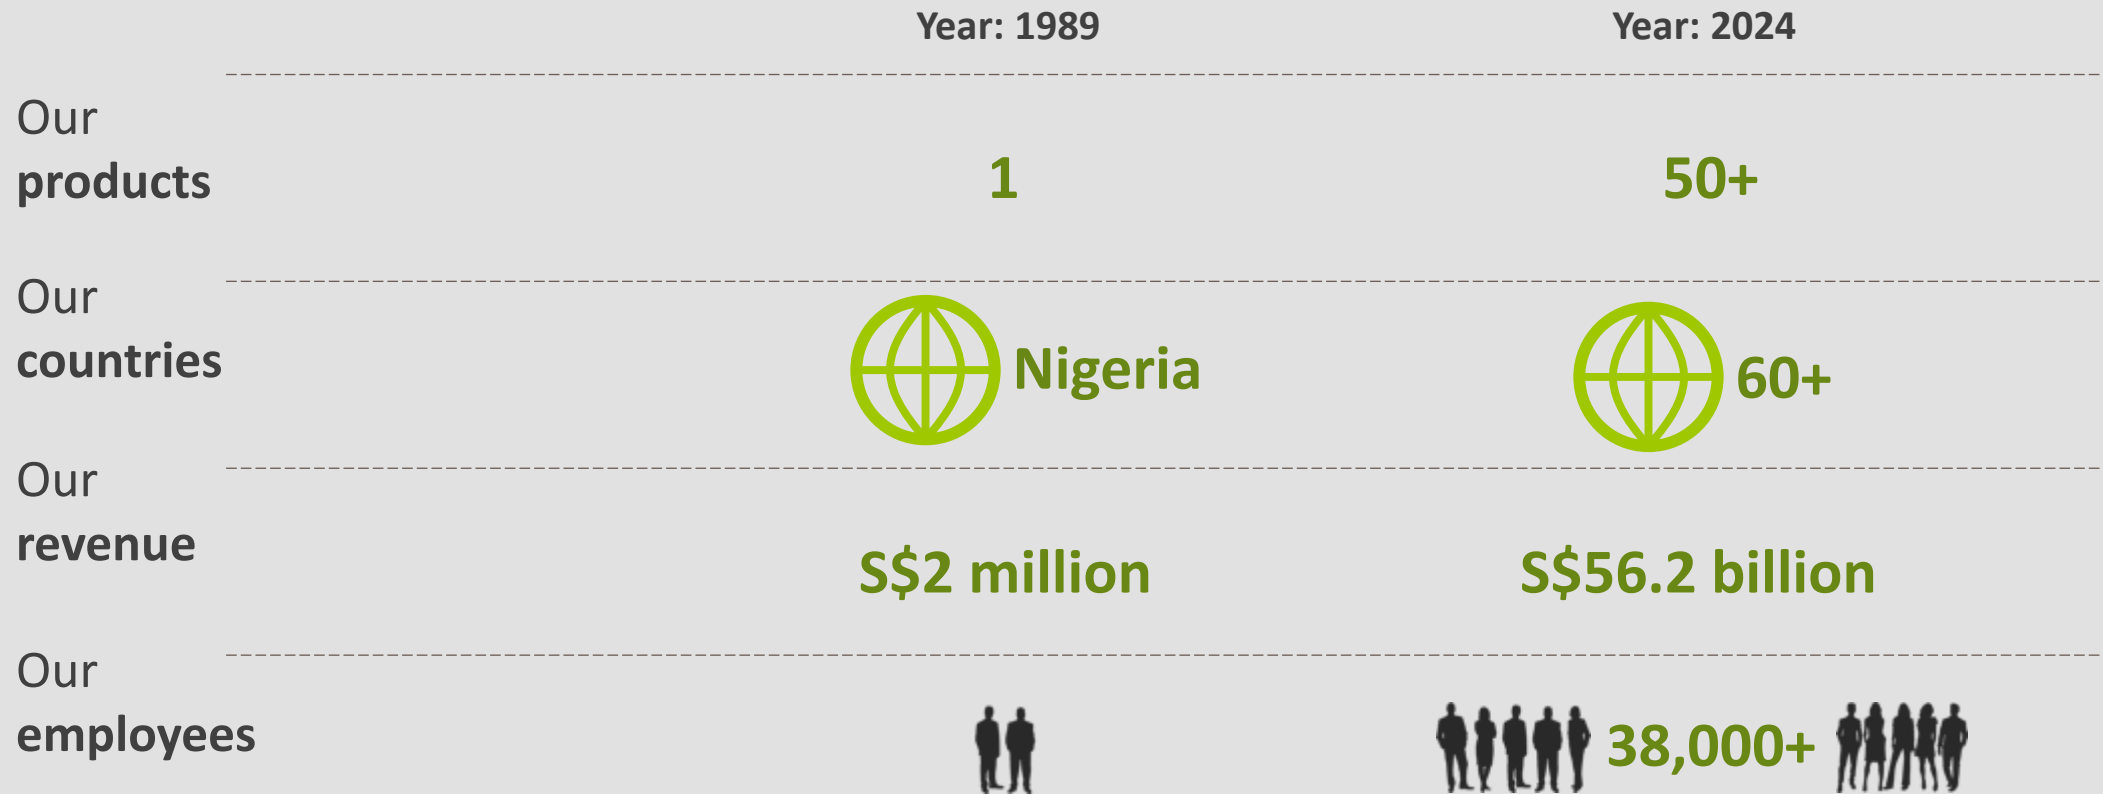 Year: 1989 Year: 2024
Our
products
1 50+
Our
countries
Nigeria 60+
Our
revenue
S$2 million S$56.2 billion
Our
employees
38,000+